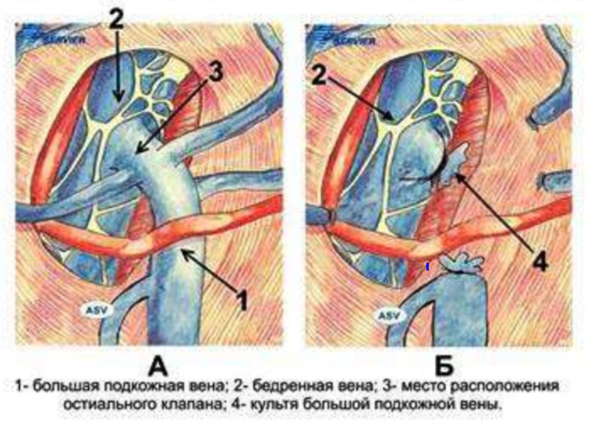 SERVIER
SERVIER
2
3
2
1
4
ASV
ASV
А
Б
1- большая подкожная вена; 2- бедренная вена; 3- место расположения
остиального клапана; 4- культя большой подкожной вены.